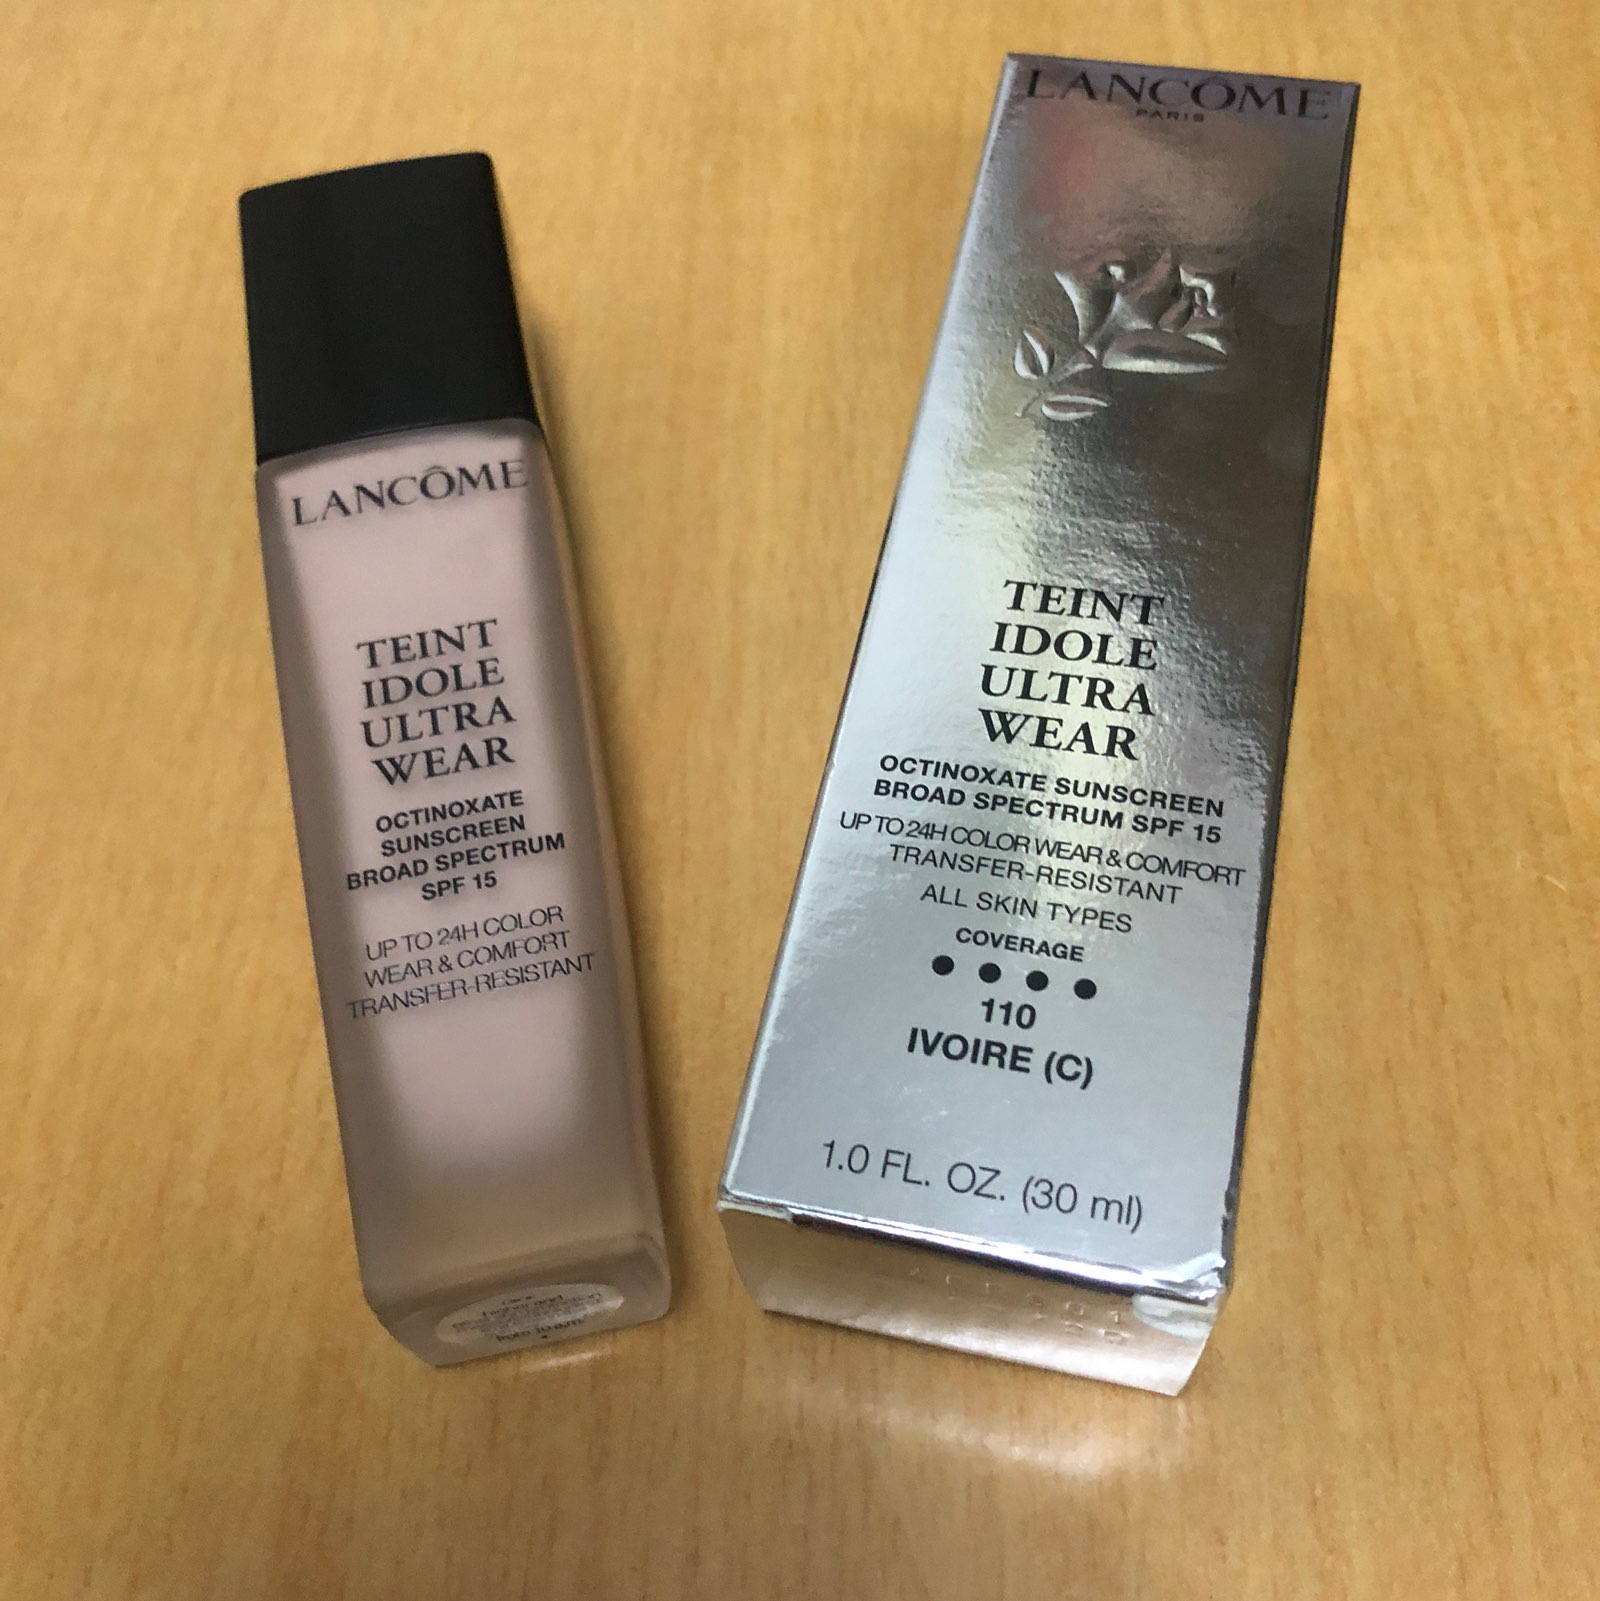 LANCÔME
TEINT
IDOLE
ULTRA
WEAR
OCTINOXATE
SUNSCREEN
BROAD SPECTRUM
SPF 15
UP TO 24H COLOR
WEAR & COMFORT
TRANSFER-RESISTANT
LANCÔME
PARIS
TEINT
IDOLE
ULTRA
WEAR
OCTINOXATE SUNSCREEN
BROAD SPECTRUM SPF 15
UP TO 24H COLOR WEAR & COMFORT
TRANSFER-RESISTANT
ALL SKIN TYPES
COVERAGE
110
IVOIRE (C)
1.0 FL. OZ. (30 ml)